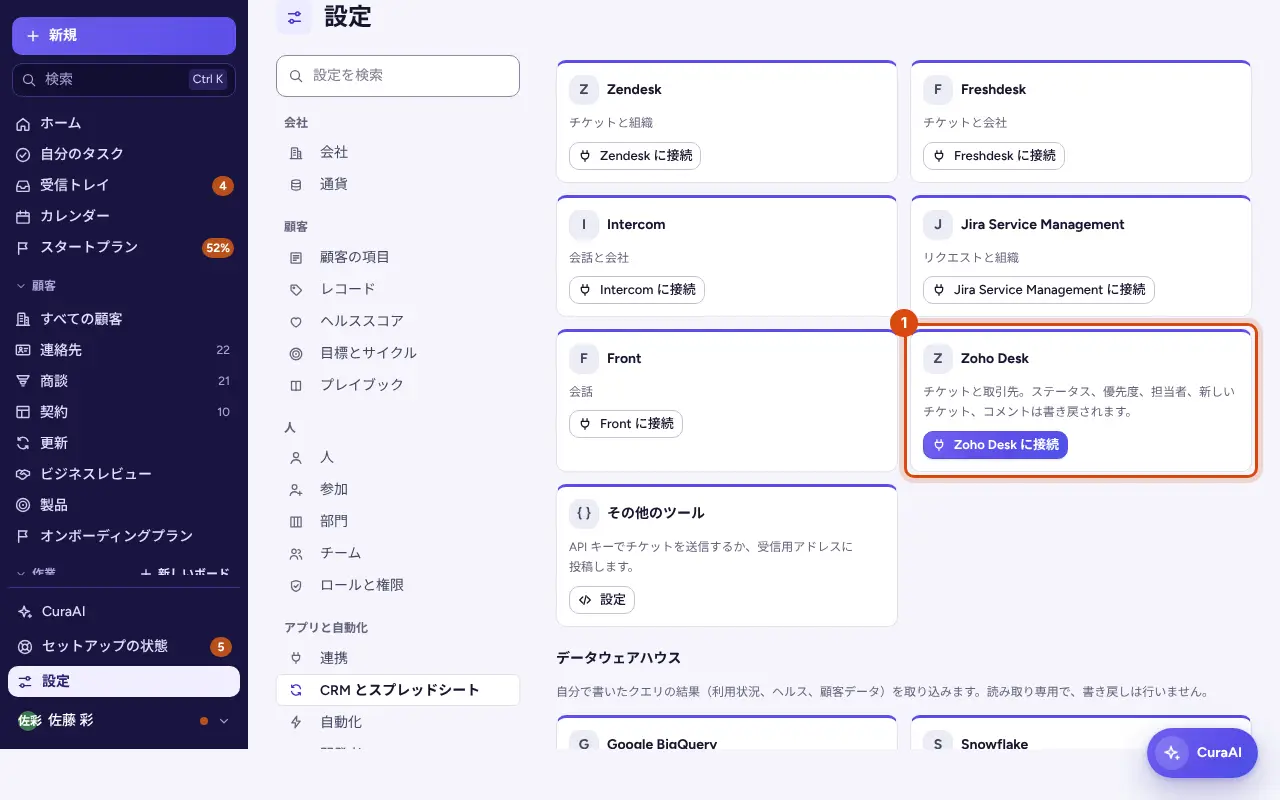 新規
検索
Ctrl K
ホーム
自分のタスク
受信トレイ
4
カレンダー
スタートプラン
52%
顧客
すべての顧客
連絡先
22
商談
21
契約
10
更新
ビジネスレビュー
製品
オンボーディングプラン
作業
新しいボード
CuraAI
セットアップの状態
5
設定
佐彩 佐藤 彩
設定
設定を検索
会社
会社
通貨
顧客
顧客の項目
レコード
ヘルススコア
目標とサイクル
プレイブック
人
人
参加
部門
チーム
ロールと権限
アプリと自動化
連携
CRM とスプレッドシート
自動化
Z
Zendesk
チケットと組織
Zendesk に接続
F
Freshdesk
チケットと会社
Freshdesk に接続
I
Intercom
会話と会社
Intercom に接続
J
Jira Service Management
リクエストと組織
Jira Service Management に接続
F
Front
会話
Front に接続
1
Z
Zoho Desk
チケットと取引先。ステータス、優先度、担当者、新しい
チケット、コメントは書き戻されます。
Zoho Desk に接続
{ }
その他のツール
API キーでチケットを送信するか、受信用アドレスに
投稿します。
設定
データウェアハウス
自分で書いたクエリの結果（利用状況、ヘルス、顧客データ）を取り込みます。読み取り専用で、書き戻しは行いません。
G
Google BigQuery
S
Snowflake
CuraAI